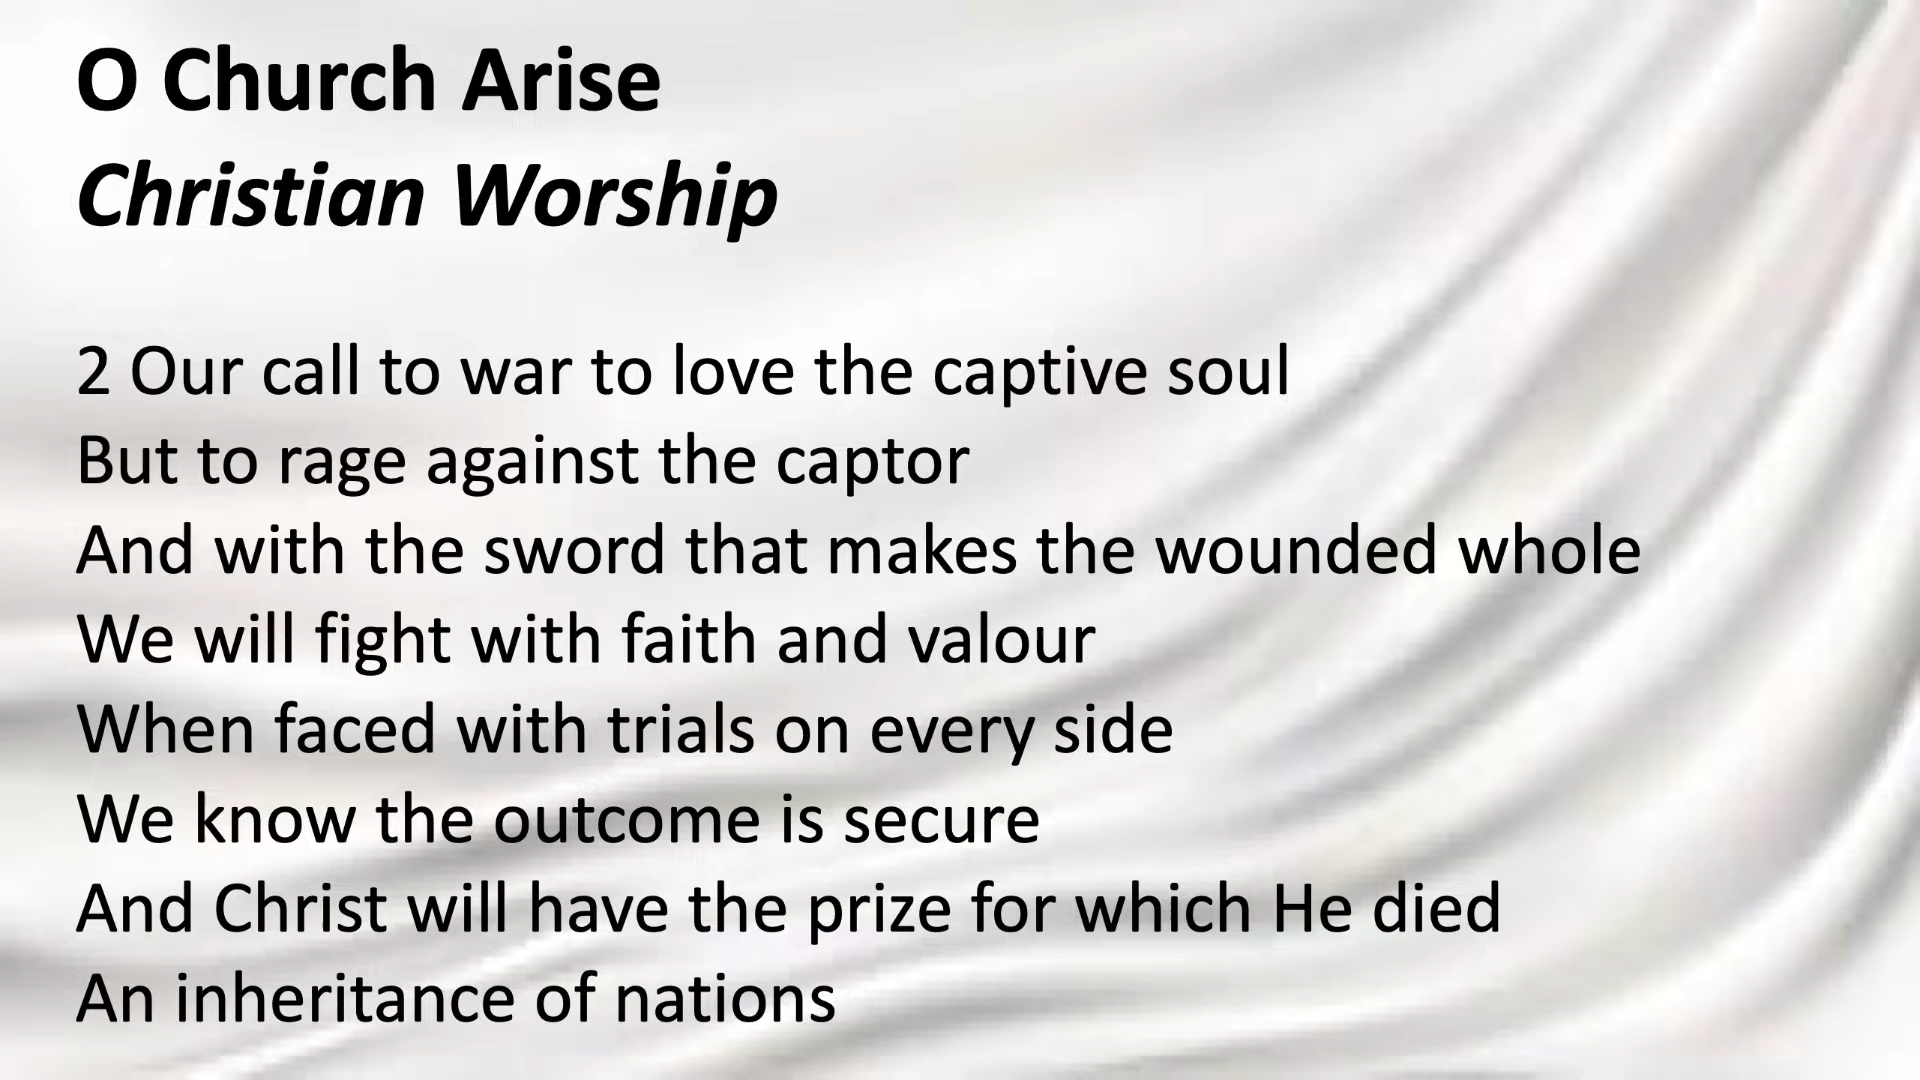 O Church Arise
Christian Worship
2 Our call to war to love the captive soul
But to rage against the captor
And with the sword that makes the wounded whole
We will fight with faith and valour
When faced with trials on every side
We know the outcome is secure
And Christ will have the prize for which He died
An inheritance of nations